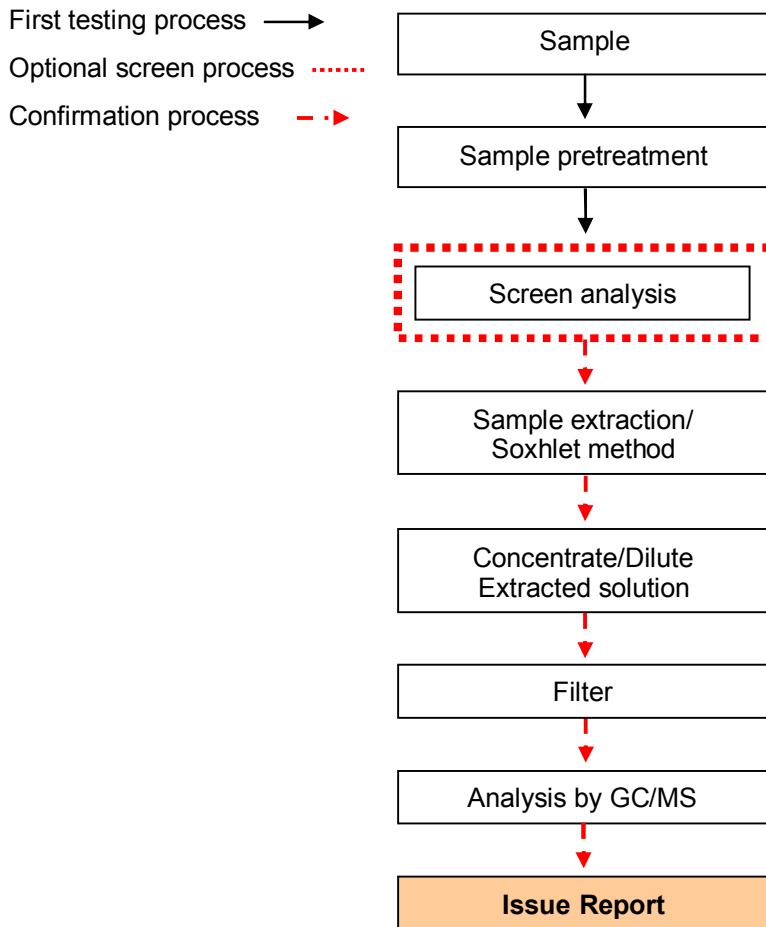 First testing process
Optional screen process
Confirmation process
Sample
Sample pretreatment
Screen analysis
Sample extraction/
Soxhlet method
Concentrate/Dilute
Extracted solution
Filter
Analysis by GC/MS
Issue Report